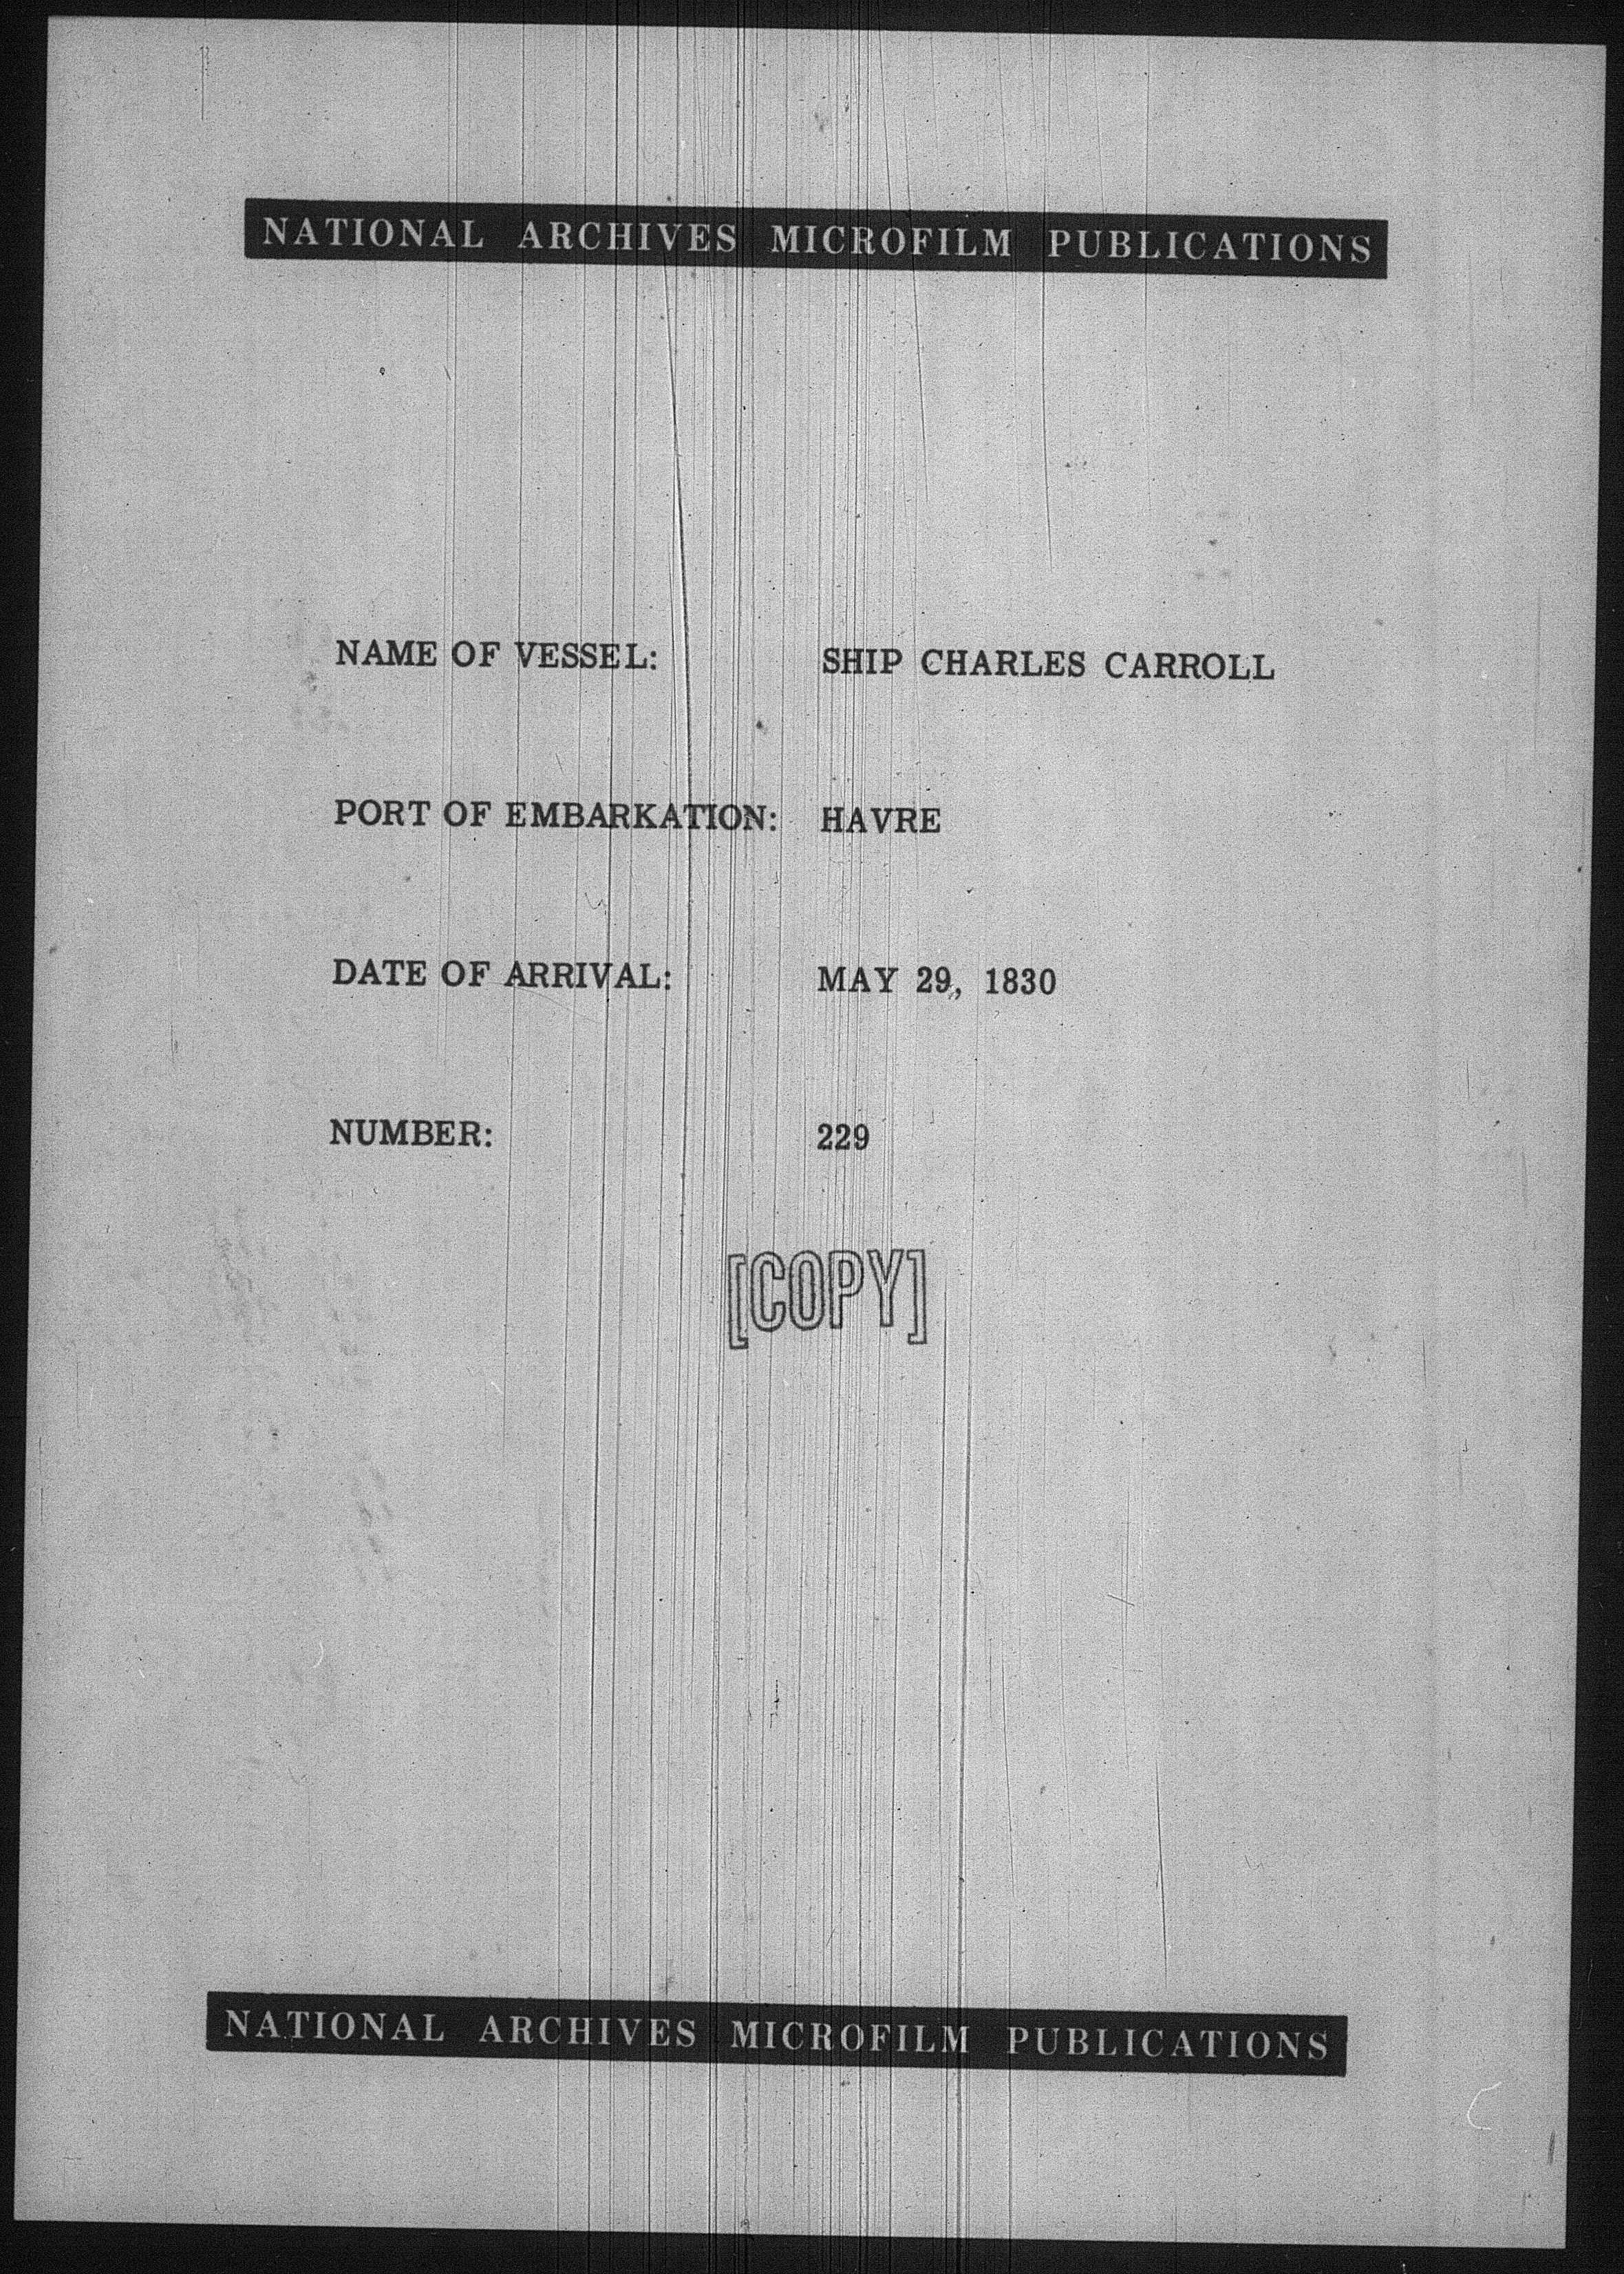 NATIONAL ARCHIVES MICROFILM PUBLICATIONS
NAME OF VESSEL: SHIP CHARLES CARROLL
PORT OF EMBARKATION: HAVRE
DATE OF ARRIVAL: MAY 29, 1830
NUMBER: 229
[COPY]
NATIONAL ARCHIVES MICROFILM PUBLICATIONS